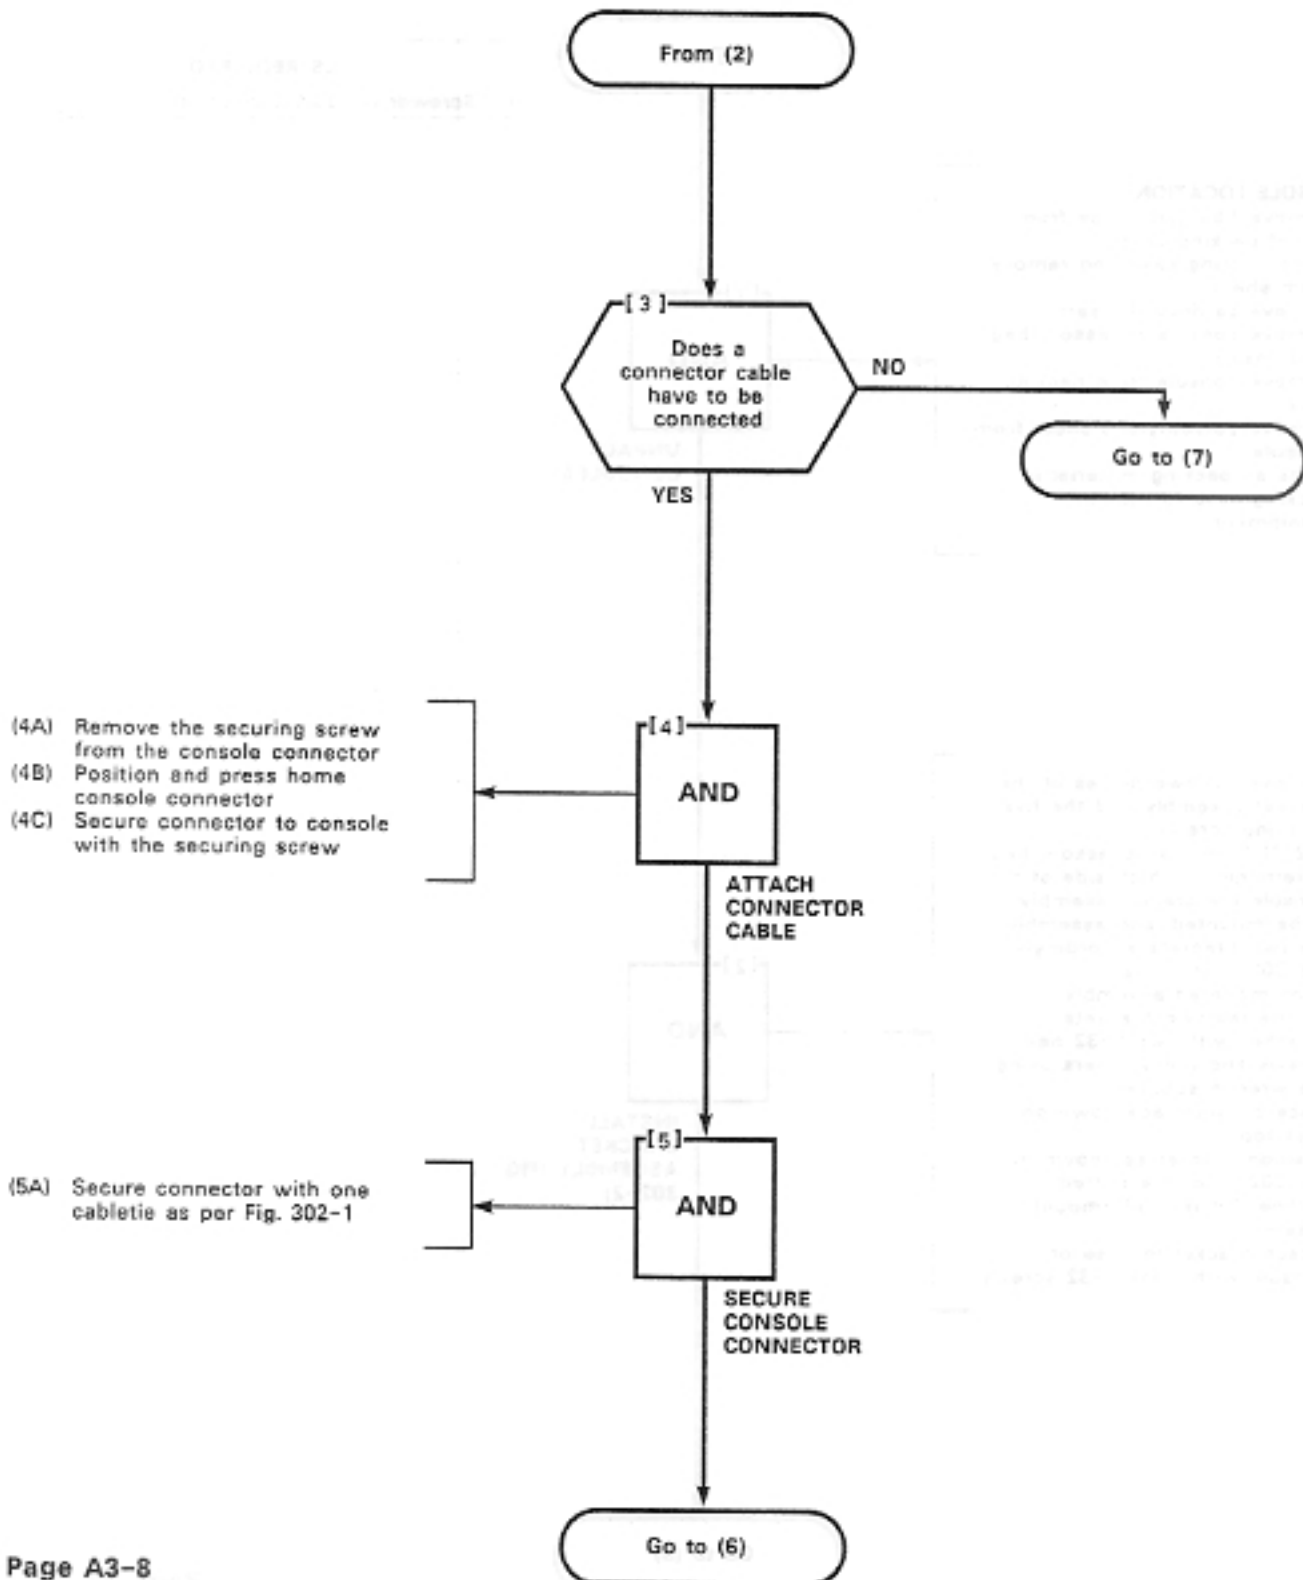 From (2)
[3]
Does a
connector cable
have to be
connected
NO
Go to (7)
YES
(4A) Remove the securing screw
from the console connector
(4B) Position and press home
console connector
(4C) Secure connector to console
with the securing screw
[4]
AND
ATTACH
CONNECTOR
CABLE
(5A) Secure connector with one
cabletie as per Fig. 302-1
[5]
AND
SECURE
CONSOLE
CONNECTOR
Go to (6)
Page A3-8